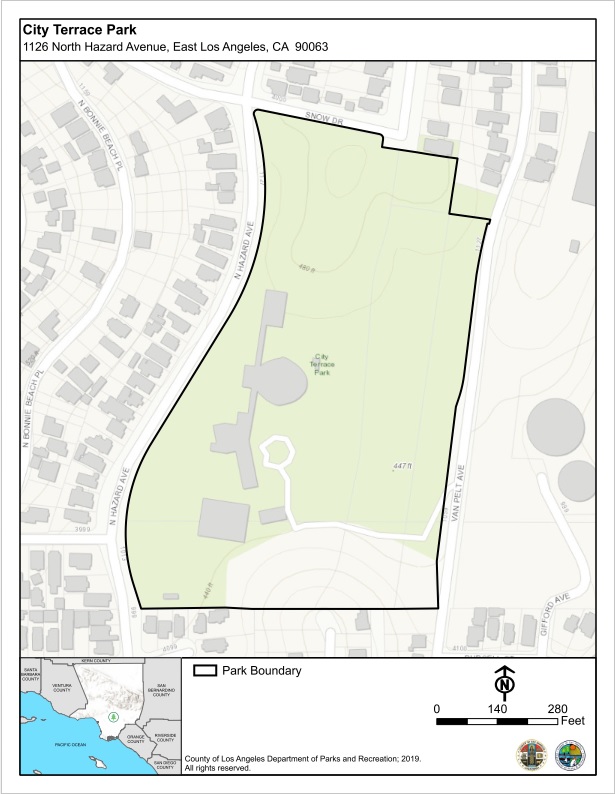 City Terrace Park
1126 North Hazard Avenue, East Los Angeles, CA 90063
N BONNIE BEACH PL
SNOW DR
N HAZARD AVE
460 ft
City
Terrace
Park
N BONNIE BEACH PL
447 ft
N HAZARD AVE
VAN PELT AVE
3989
440 ft
GIFFORD AVE
KERN COUNTY
SANTA
BARBARA
COUNTY
VENTURA
COUNTY
SAN
BERNARDINO
COUNTY
ORANGE
COUNTY
RIVERSIDE
COUNTY
PACIFIC OCEAN
SAN DIEGO
COUNTY
Park Boundary
N
0 140 280
Feet
County of Los Angeles Department of Parks and Recreation; 2019.
All rights reserved.